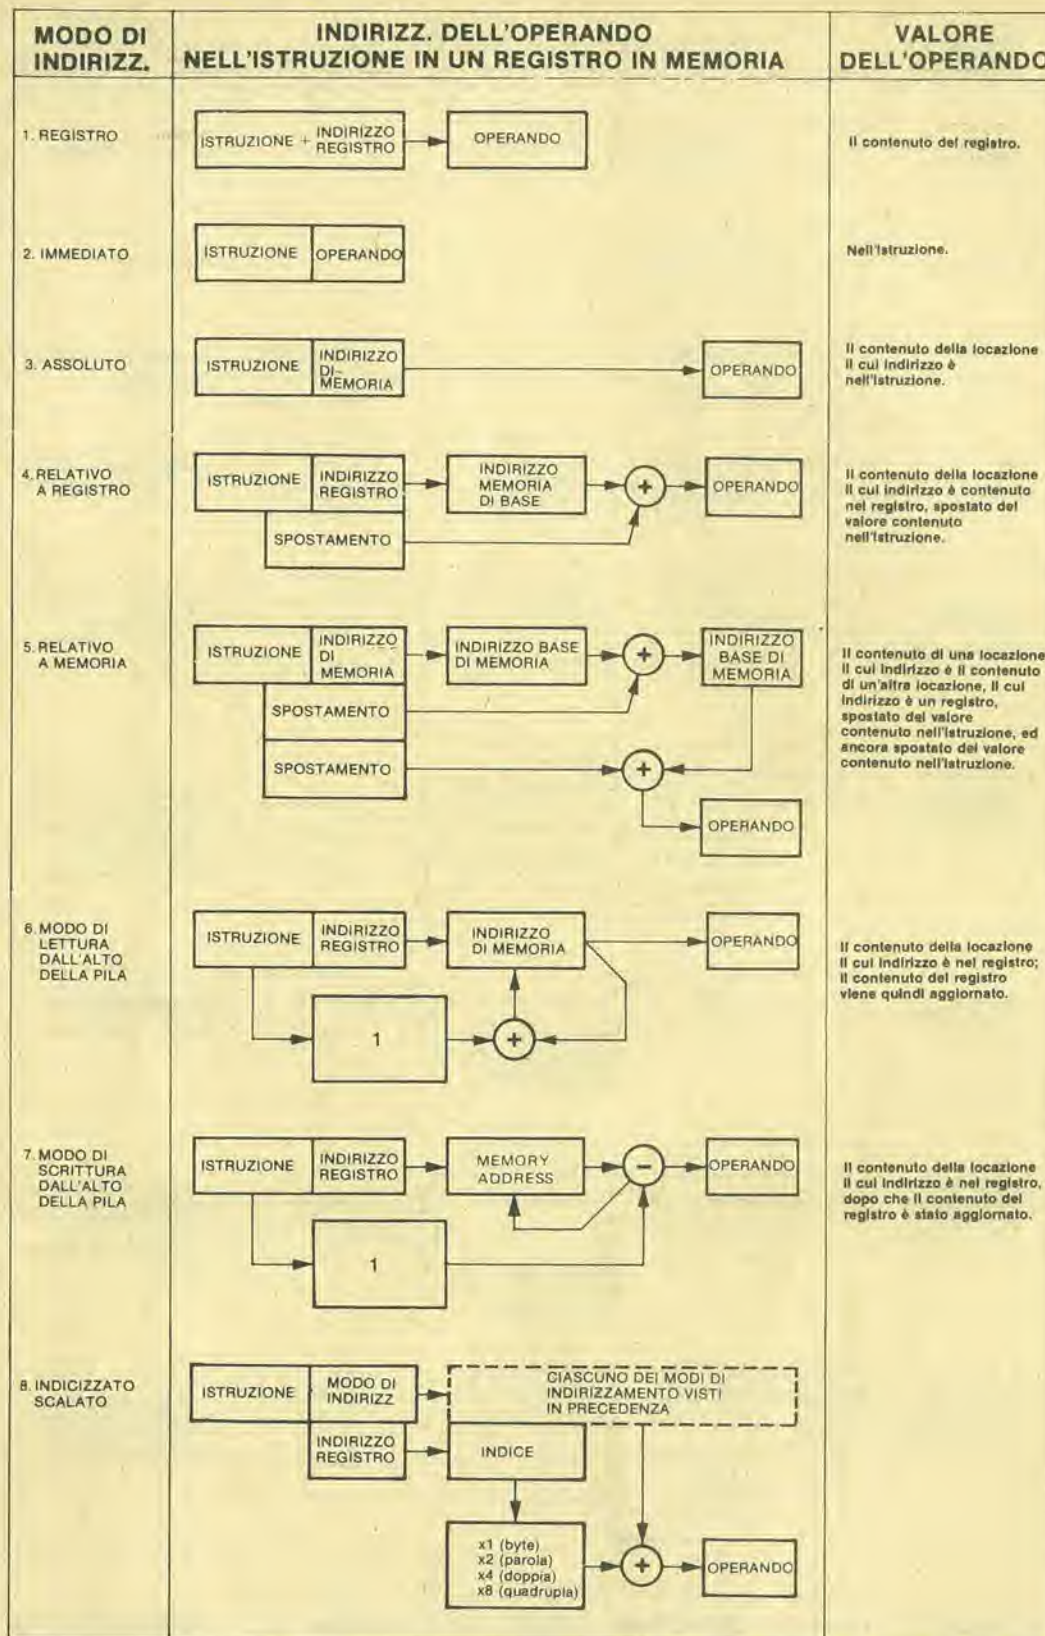 MODO DI
INDIRIZZ.
INDIRIZZ. DELL'OPERANDO
NELL'ISTRUZIONE IN UN REGISTRO IN MEMORIA
VALORE
DELL'OPERANDO
1. REGISTRO
ISTRUZIONE + INDIRIZZO
REGISTRO
OPERANDO
Il contenuto del registro.
2. IMMEDIATO
ISTRUZIONE
OPERANDO
Nell'istruzione.
3. ASSOLUTO
ISTRUZIONE
INDIRIZZO
DI-
MEMORIA
OPERANDO
Il contenuto della locazione
il cui indirizzo è
nell'istruzione.
4. RELATIVO
A REGISTRO
ISTRUZIONE
INDIRIZZO
REGISTRO
INDIRIZZO
MEMORIA
DI BASE
+
OPERANDO
SPOSTAMENTO
Il contenuto della locazione
il cui indirizzo è contenuto
nel registro, spostato del
valore contenuto
nell'istruzione.
5. RELATIVO
A MEMORIA
ISTRUZIONE
INDIRIZZO
DI
MEMORIA
INDIRIZZO BASE
DI MEMORIA
+
INDIRIZZO
BASE DI
MEMORIA
SPOSTAMENTO
SPOSTAMENTO
+
OPERANDO
Il contenuto di una locazione
il cui indirizzo è il contenuto
di un'altra locazione, il cui
indirizzo è un registro,
spostato del valore
contenuto nell'istruzione, ed
ancora spostato del valore
contenuto nell'istruzione.
6. MODO DI
LETTURA
DALL'ALTO
DELLA PILA
ISTRUZIONE
INDIRIZZO
REGISTRO
INDIRIZZO
DI MEMORIA
OPERANDO
1
+
Il contenuto della locazione
il cui indirizzo è nel registro;
il contenuto del registro
viene quindi aggiornato.
7. MODO DI
SCRITTURA
DALL'ALTO
DELLA PILA
ISTRUZIONE
INDIRIZZO
REGISTRO
MEMORY
ADDRESS
−
OPERANDO
1
Il contenuto della locazione
il cui indirizzo è nel registro,
dopo che il contenuto del
registro è stato aggiornato.
8. INDICIZZATO
SCALATO
ISTRUZIONE
MODO DI
INDIRIZZ
CIASCUNO DEI MODI DI
INDIRIZZAMENTO VISTI
IN PRECEDENZA
INDIRIZZO
REGISTRO
INDICE
x1 (byte)
x2 (parola)
x4 (doppia)
x8 (quadrupla)
+
OPERANDO